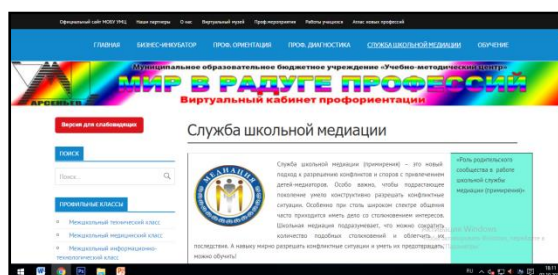 Официальный сайт МОБУ УМЦ Наши партнеры О нас Виртуальный музей Проф.мероприятия Работы учащихся Атлас новых профессий
ГЛАВНАЯ БИЗНЕС-ИНКУБАТОР ПРОФ. ОРИЕНТАЦИЯ ПРОФ. ДИАГНОСТИКА СЛУЖБА ШКОЛЬНОЙ МЕДИАЦИИ ОБУЧЕНИЕ
Муниципальное образовательное бюджетное учреждение «Учебно-методический центр»
МИР В РАДУГЕ ПРОФЕССИЙ
АРСЕНЬЕВ
Виртуальный кабинет профориентации
Версия для слабовидящих
Служба школьной медиации
ПОИСК
Поиск...
ПРОФИЛЬНЫЕ КЛАССЫ
Межшкольный технический класс
Межшкольный медицинский класс
Межшкольный информационно-
технологический класс
МЕДИАЦИЯ
Служба школьной медиации (примирения) – это новый
подход к разрешению конфликтов и споров с привлечением
детей-медиаторов. Особо важно, чтобы подрастающее
поколение умело конструктивно разрешать конфликтные
ситуации. Особенно при столь широком спектре общения
часто приходится иметь дело со столкновением интересов.
Школьная медиация подразумевает, что можно сократить
количество подобных столкновений и облегчить их
последствия. А навыку мирно разрешать конфликтные ситуации и уметь их предотвращать,
можно обучить!
«Роль родительского
сообщества в работе
школьной службы
медиации (примирения)»
Windows
RU 18:11